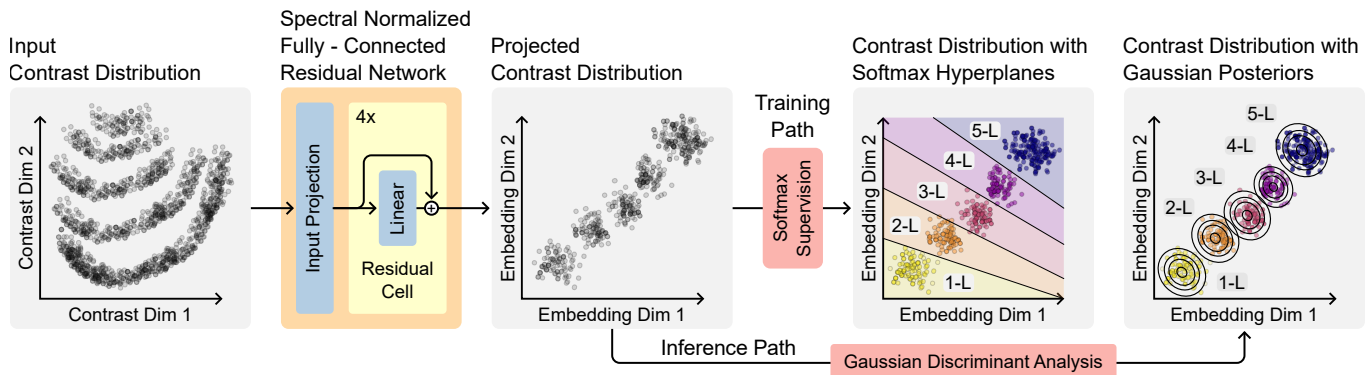 Input
Contrast Distribution
Contrast Dim 2
Contrast Dim 1
Spectral Normalized
Fully - Connected
Residual Network
Input Projection
4x
Linear
+
Residual
Cell
Projected
Contrast Distribution
Embedding Dim 2
Embedding Dim 1
Training
Path
Softmax
Supervision
Contrast Distribution with
Softmax Hyperplanes
Embedding Dim 2
5-L
4-L
3-L
2-L
1-L
Embedding Dim 1
Contrast Distribution with
Gaussian Posteriors
Embedding Dim 2
5-L
4-L
3-L
2-L
1-L
Embedding Dim 1
Inference Path
Gaussian Discriminant Analysis